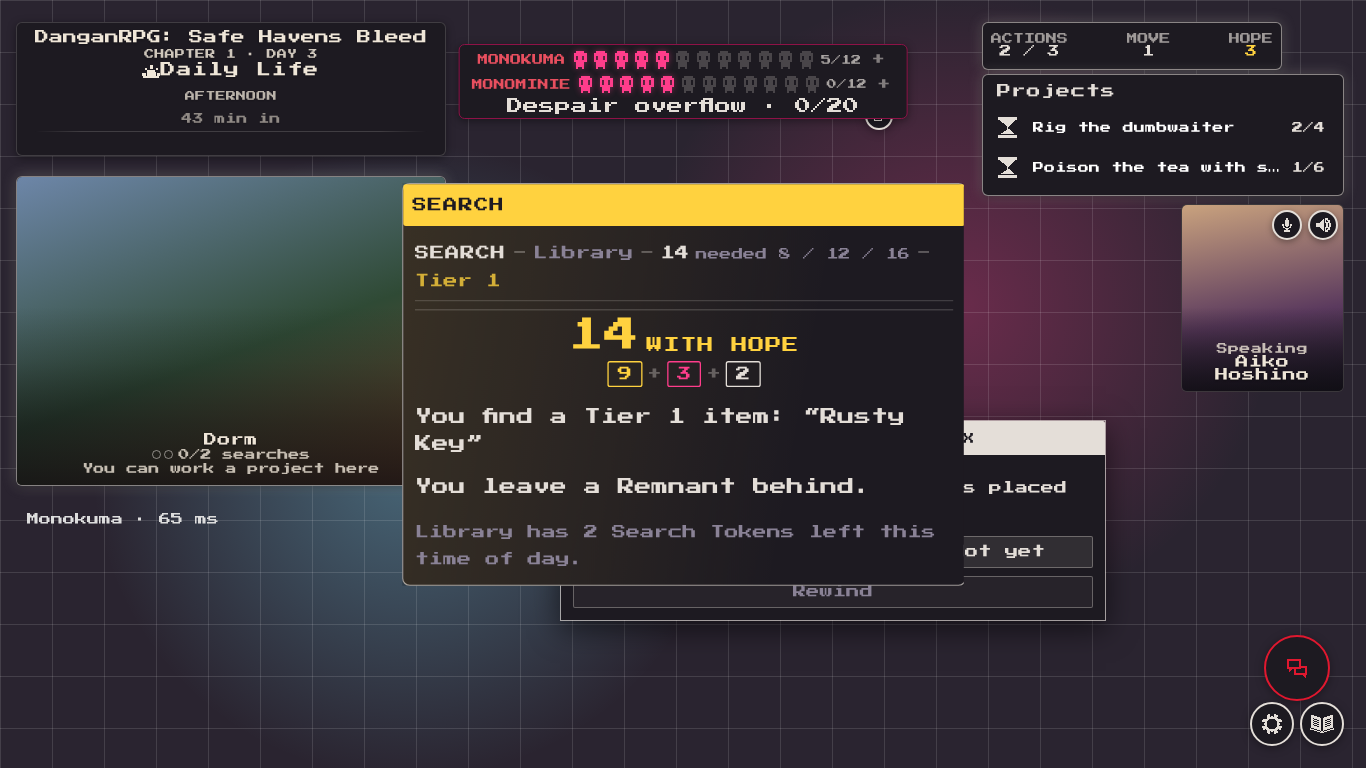 DanganRPG: Safe Havens Bleed
CHAPTER 1 · DAY 3
Daily Life
AFTERNOON
43 min in
MONOKUMA 5/12 +
MONOMINIE 0/12 +
Despair overflow · 0/20
ACTIONS MOVE HOPE
2 / 3 1 3
Projects
Rig the dumbwaiter 2/4
Poison the tea with s… 1/6
Dorm
0/2 searches
You can work a project here
Monokuma · 65 ms
SEARCH
SEARCH – Library – 14 needed 8 / 12 / 16 –
Tier 1
14 WITH HOPE
9 + 3 + 2
You find a Tier 1 item: “Rusty
Key”
You leave a Remnant behind.
Library has 2 Search Tokens left this
time of day.
s placed
ot yet
Rewind
Speaking
Aiko
Hoshino